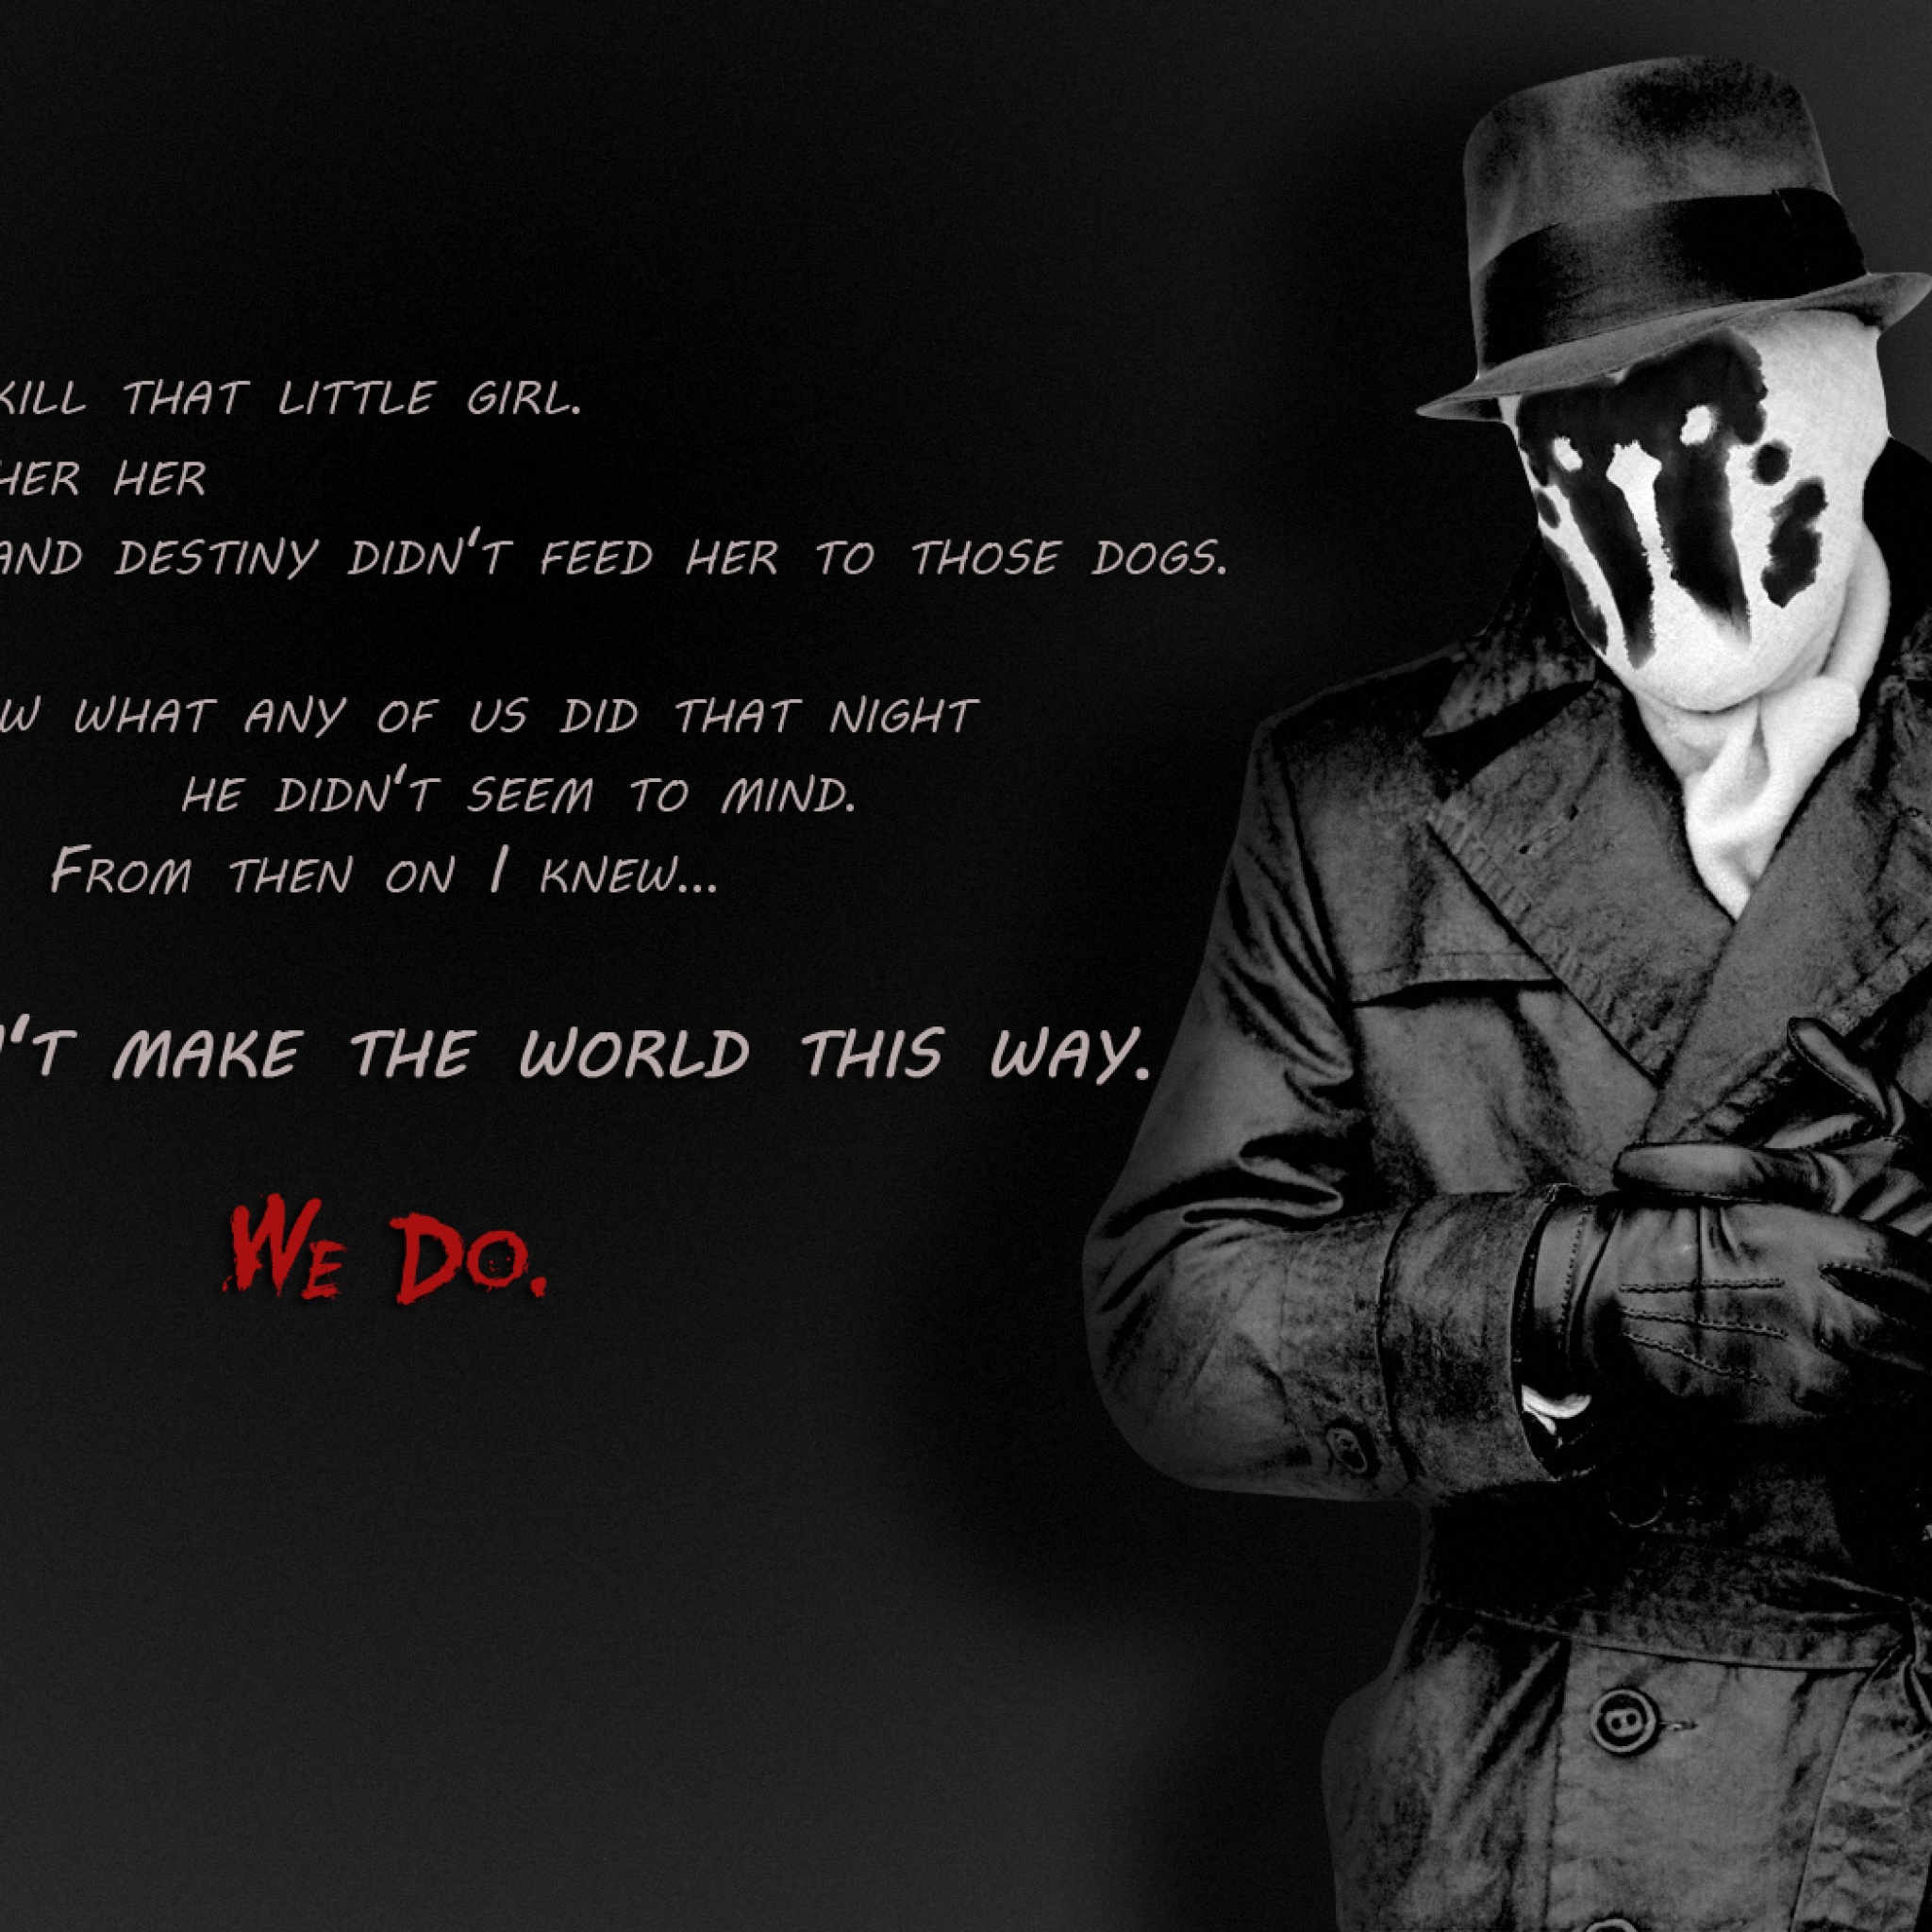 KILL THAT LITTLE GIRL.
HER HER
AND DESTINY DIDN'T FEED HER TO THOSE DOGS.
W WHAT ANY OF US DID THAT NIGHT
HE DIDN'T SEEM TO MIND.
FROM THEN ON I KNEW...
'T MAKE THE WORLD THIS WAY.
WE DO.